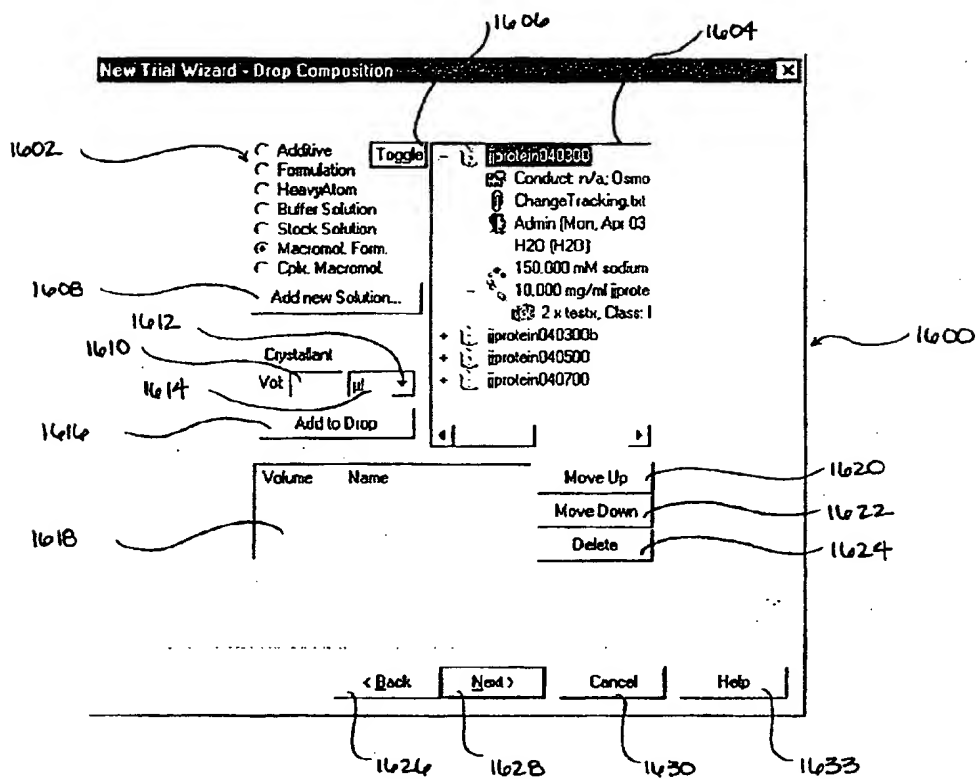 1606
1604
New Trial Wizard - Drop Composition
1602
Additive
Toggle
jjprotein040300
Formulation
Conduct: n/a; Osmo
HeavyAtom
ChangeTracking.txt
Buffer Solution
Admin (Mon, Apr 03
Stock Solution
H2O (H2O)
Macromol. Form.
150.000 mM sodium
Cplx. Macromol.
10.000 mg/ml jjprote
1608
Add new Solution...
2 x testx, Class: I
1612
jjprotein040300b
1600
1610
Crystallant
jjprotein040500
Vol:
µl
jjprotein040700
1614
1616
Add to Drop
Volume Name
Move Up
1620
Move Down
1622
1618
Delete
1624
< Back
Next >
Cancel
Help
1626
1628
1630
1633